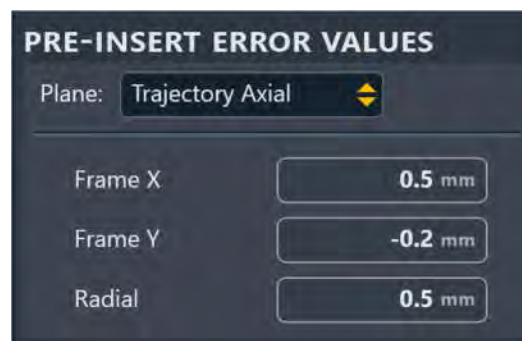 PRE-INSERT ERROR VALUES
Plane: Trajectory Axial
Frame X 0.5 mm
Frame Y -0.2 mm
Radial 0.5 mm